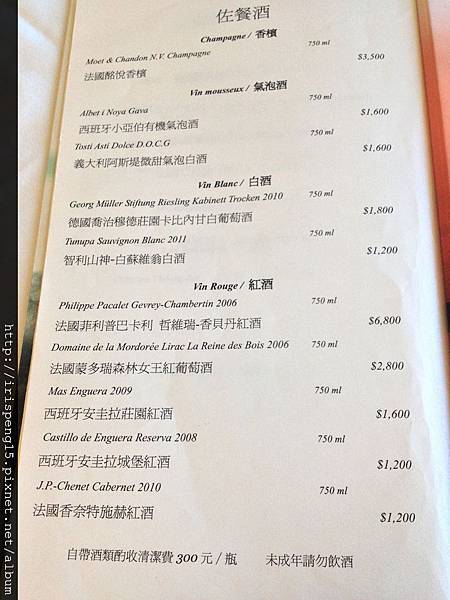 佐餐酒
Champagne / 香檳
Moet & Chandon N.V. Champagne 750 ml
法國酩悅香檳 $3,500
Vin mousseux / 氣泡酒
Albet i Noya Gava 750 ml
西班牙小亞伯有機氣泡酒 $1,600
Tosti Asti Dolce D.O.C.G 750 ml
義大利阿斯堤微甜氣泡白酒 $1,600
Vin Blanc / 白酒
Georg Müller Stiftung Riesling Kabinett Trocken 2010 750 ml
德國喬治穆德莊園卡比內甘白葡萄酒 $1,800
Tunupa Sauvignon Blanc 2011 750 ml
智利山神-白蘇維翁白酒 $1,200
Vin Rouge / 紅酒
Philippe Pacalet Gevrey-Chambertin 2006 750 ml
法國菲利普巴卡利 哲維瑞-香貝丹紅酒 $6,800
Domaine de la Mordorée Lirac La Reine des Bois 2006 750 ml
法國蒙多瑞森林女王紅葡萄酒 $2,800
Mas Enguera 2009 750 ml
西班牙安圭拉莊園紅酒 $1,600
Castillo de Enguera Reserva 2008 750 ml
西班牙安圭拉城堡紅酒 $1,200
J.P.-Chenet Cabernet 2010 750 ml
法國香奈特施赫紅酒 $1,200
自帶酒類酌收清潔費 300 元 / 瓶 未成年請勿飲酒
http://irispeng15.pixnet.net/album